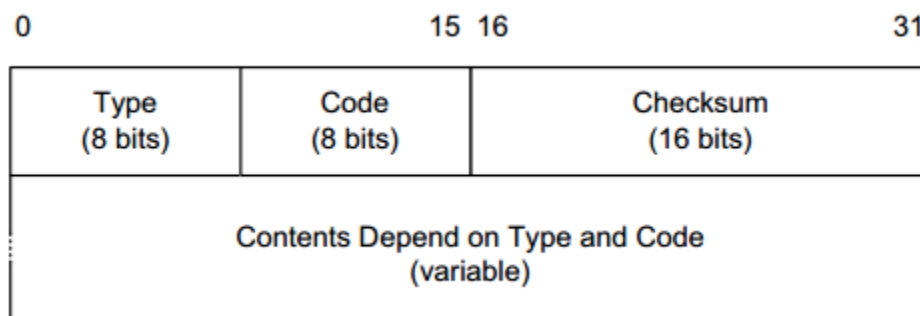 0 15 16 31
Type Code Checksum
(8 bits) (8 bits) (16 bits)
Contents Depend on Type and Code
(variable)